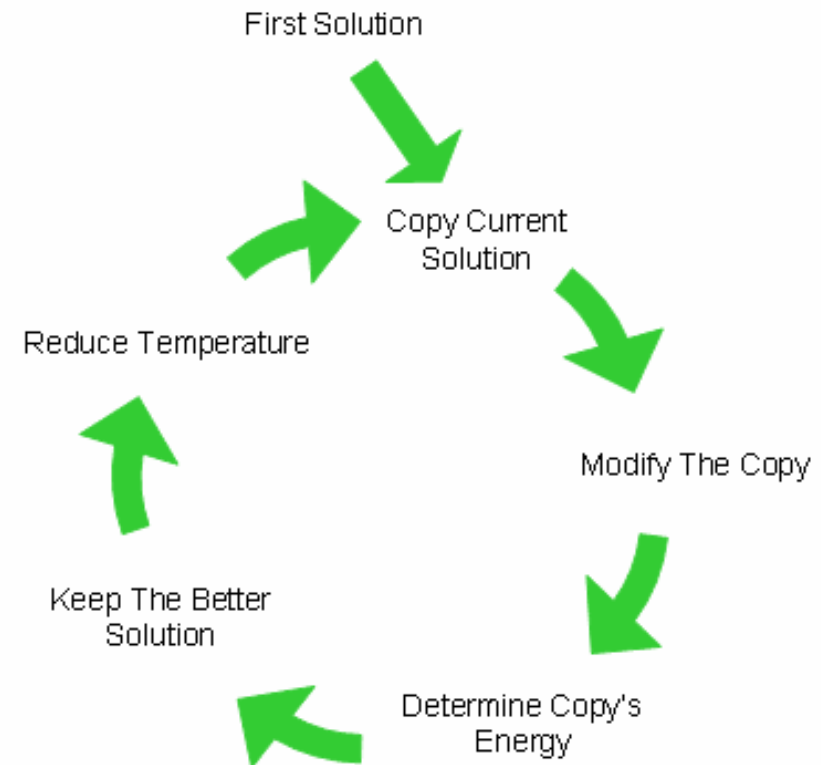 First Solution
Copy Current
Solution
Reduce Temperature
Modify The Copy
Keep The Better
Solution
Determine Copy's
Energy